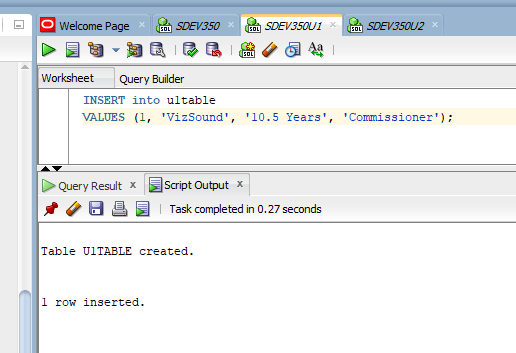 Welcome Page x SDEV350 x SDEV350U1 x SDEV350U2 x
Aa
Worksheet Query Builder
INSERT into u1table
VALUES (1, 'VizSound', '10.5 Years', 'Commissioner');
Query Result x Script Output x
Task completed in 0.27 seconds
Table U1TABLE created.
1 row inserted.